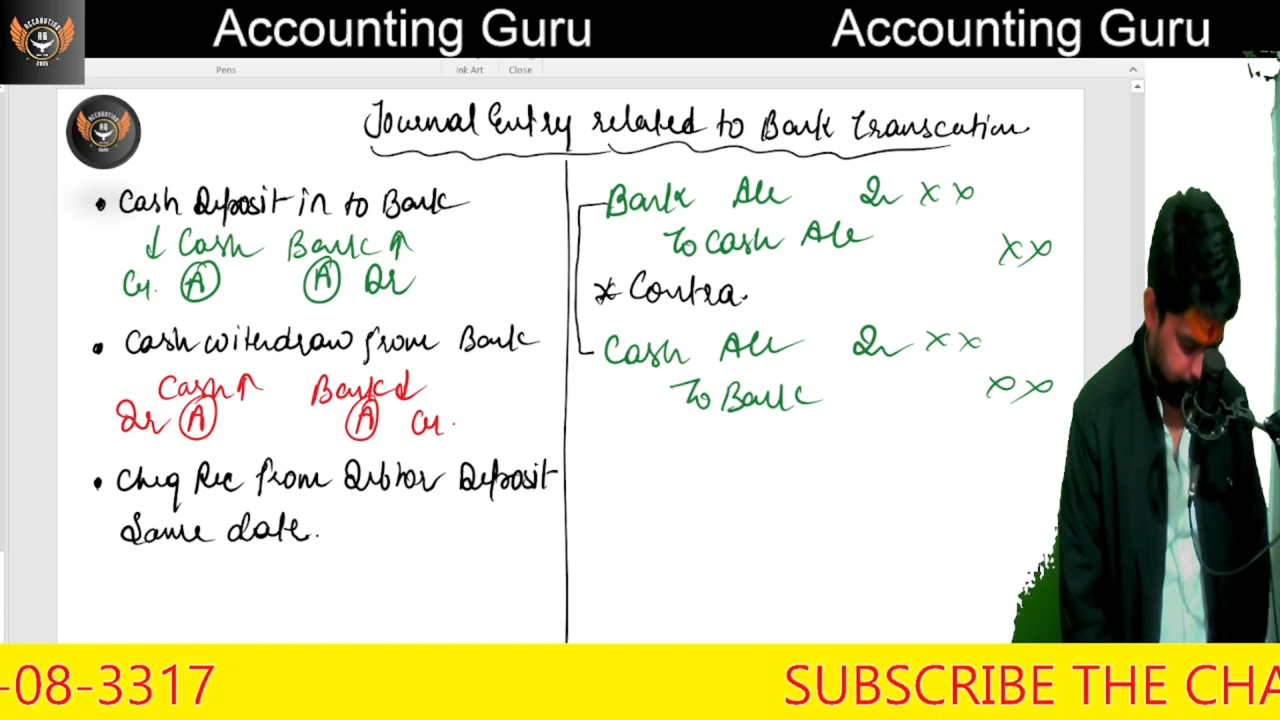 Accounting Guru
Accounting Guru
Pens
Ink Art
Close
Journal Entry related to Bank Transcation
• Cash Deposit in to Bank
↓ Cash Bank ↑
Cr. A A Dr
• Cash withdraw from Bank
Cash ↑ Bank ↓
Dr A A Cr.
• Cheq Rec from Debtor Deposit
Same date.
Bank A/c Dr xx
To Cash A/c xx
* Contra.
Cash A/c Dr xx
To Bank xx
-08-3317
SUBSCRIBE THE CHA